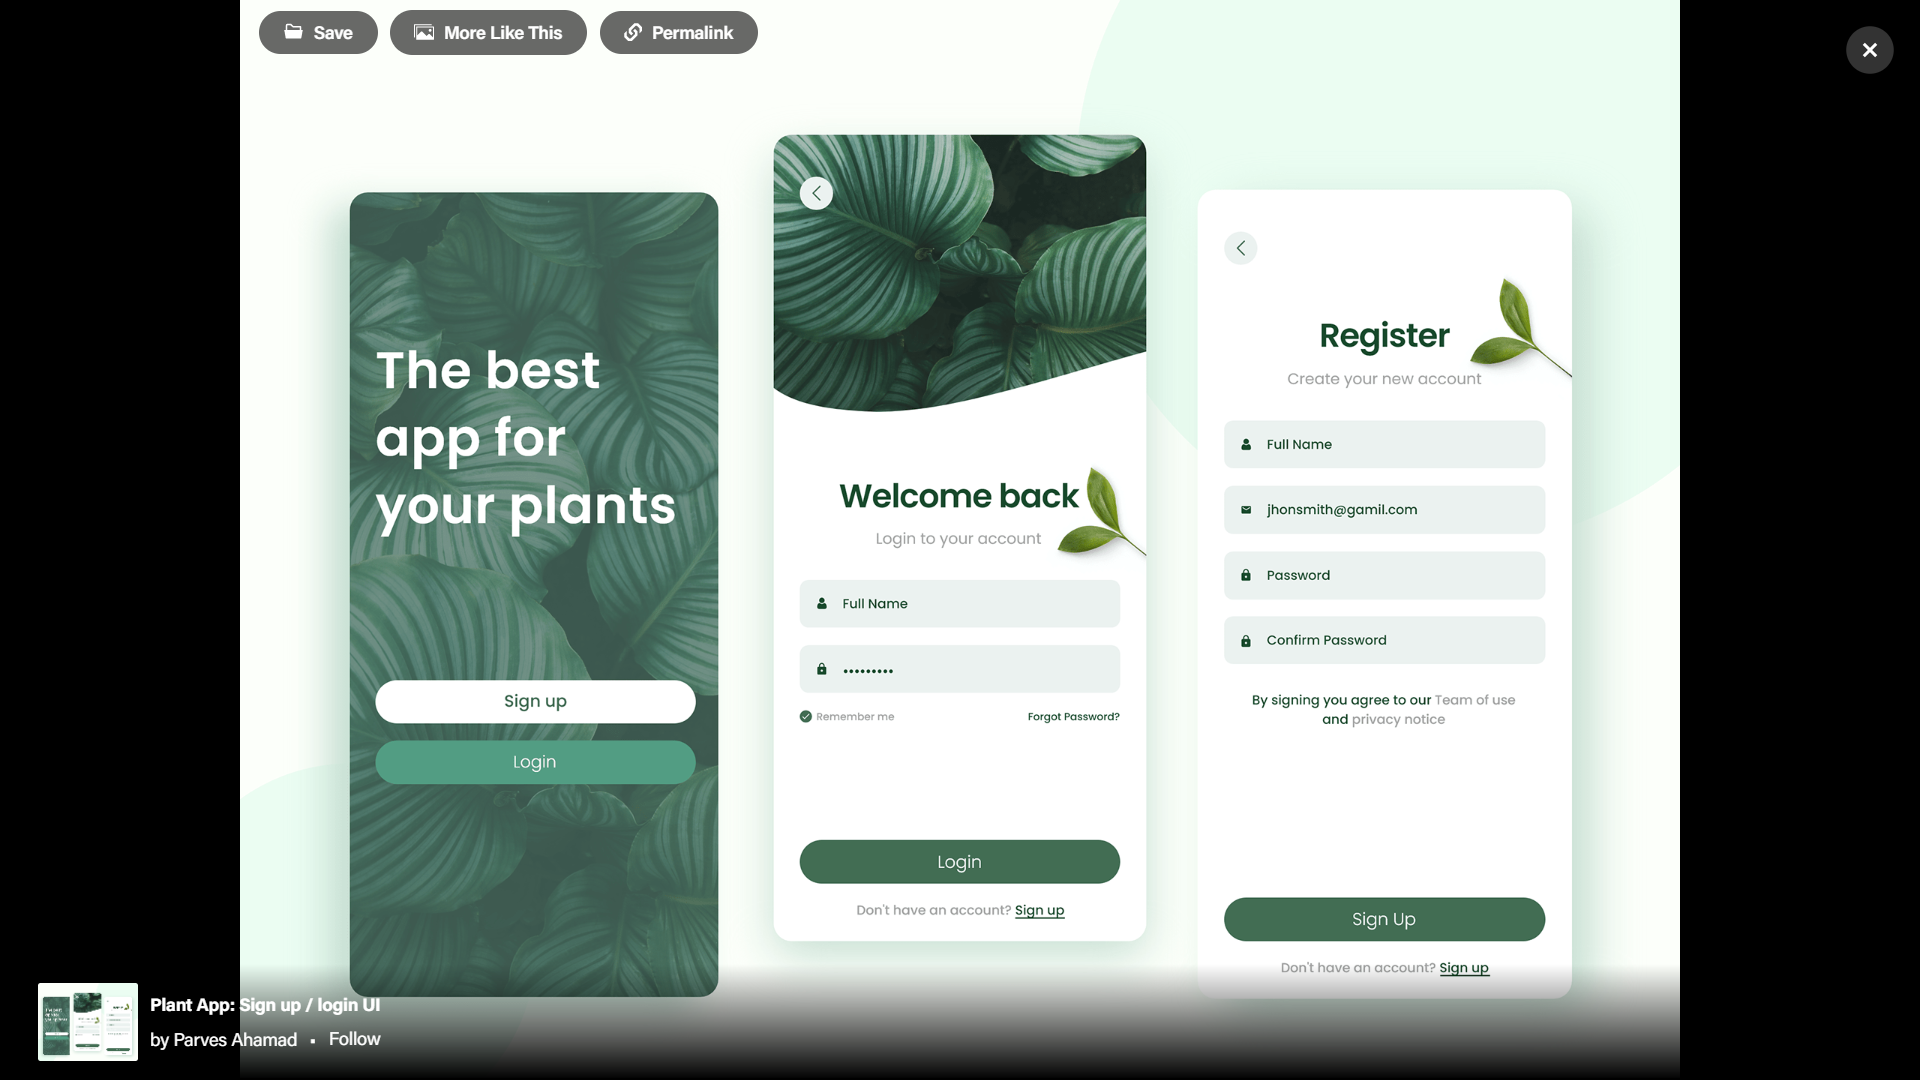 Save
More Like This
Permalink
The best
app for
your plants
Sign up
Login
Welcome back
Login to your account
Full Name
•••••••••
Remember me
Forgot Password?
Login
Don't have an account? Sign up
Register
Create your new account
Full Name
jhonsmith@gamil.com
Password
Confirm Password
By signing you agree to our Team of use
and privacy notice
Sign Up
Don't have an account? Sign up
Plant App: Sign up / login UI
by Parves Ahamad • Follow